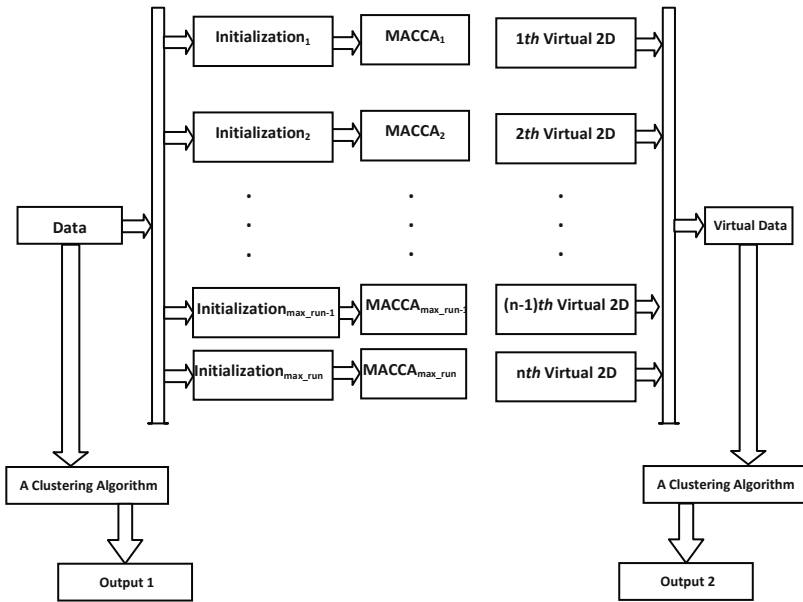 Initialization1 MACCA1 1th Virtual 2D
Initialization2 MACCA2 2th Virtual 2D
. . .
. . .
. . .
Data
Virtual Data
Initializationmax_run-1 MACCAmax_run-1 (n-1)th Virtual 2D
Initializationmax_run MACCAmax_run nth Virtual 2D
A Clustering Algorithm
A Clustering Algorithm
Output 1
Output 2